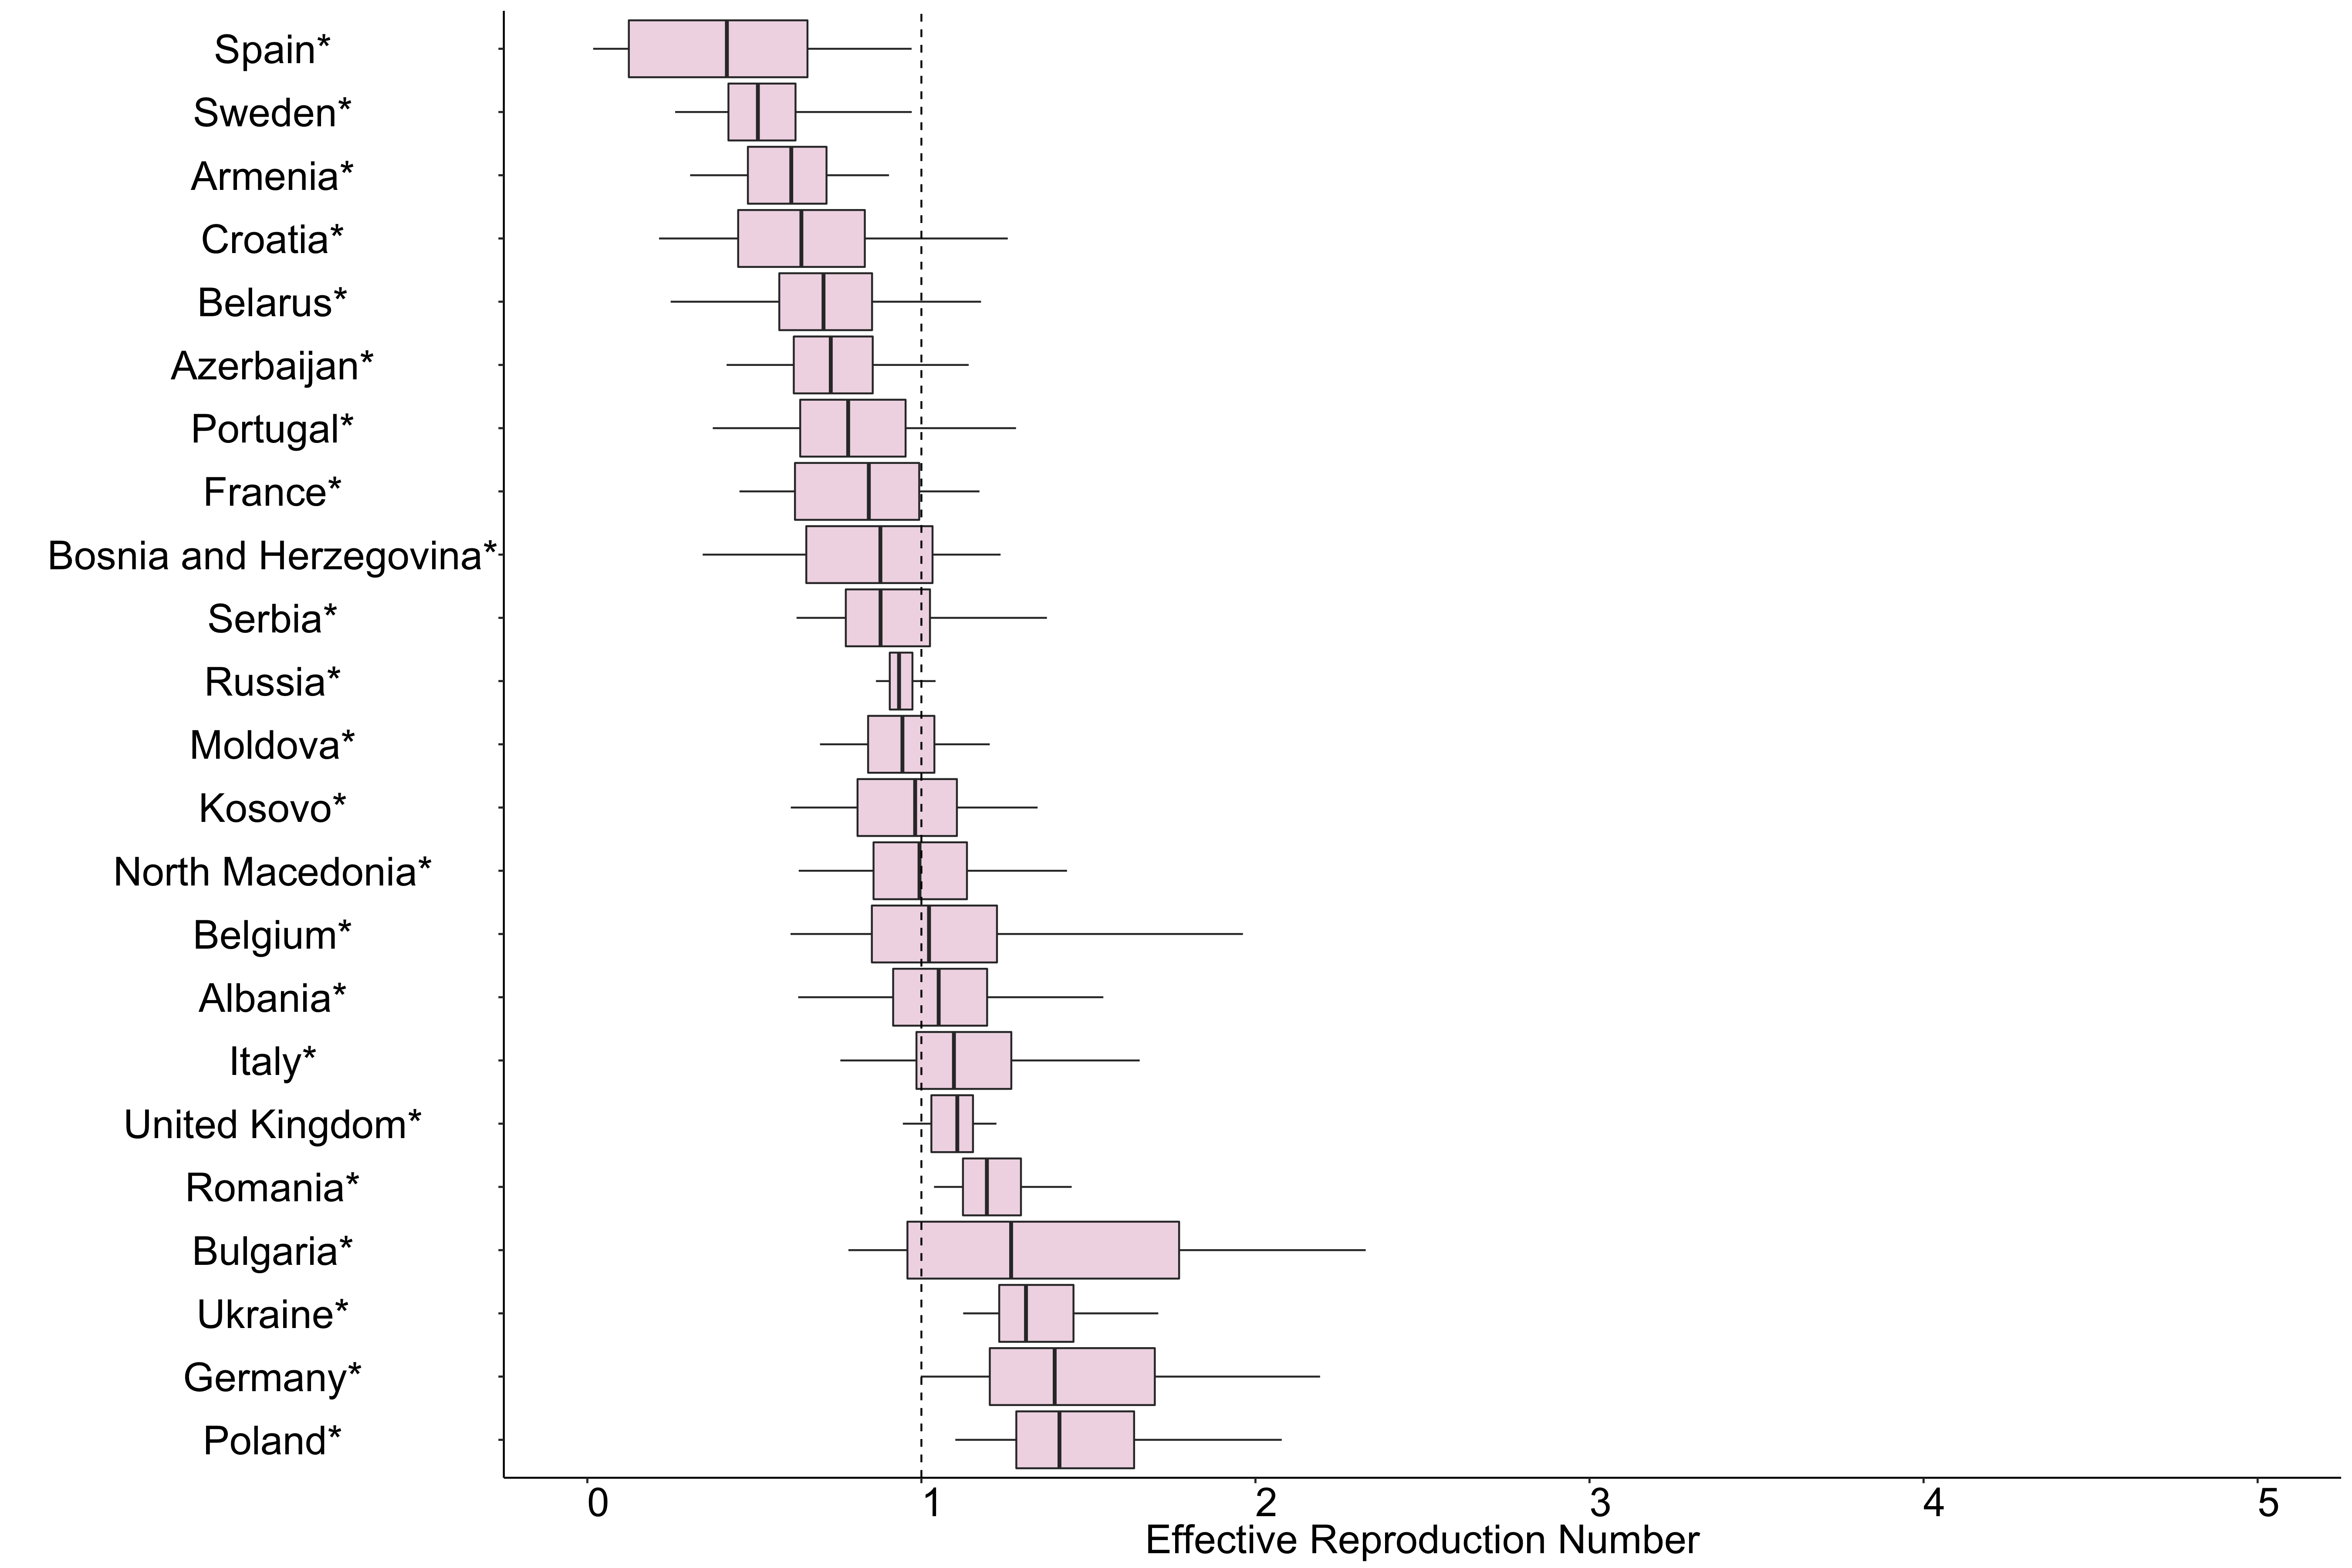 Spain*
Sweden*
Armenia*
Croatia*
Belarus*
Azerbaijan*
Portugal*
France*
Bosnia and Herzegovina*
Serbia*
Russia*
Moldova*
Kosovo*
North Macedonia*
Belgium*
Albania*
Italy*
United Kingdom*
Romania*
Bulgaria*
Ukraine*
Germany*
Poland*
0 1 2 3 4 5
Effective Reproduction Number